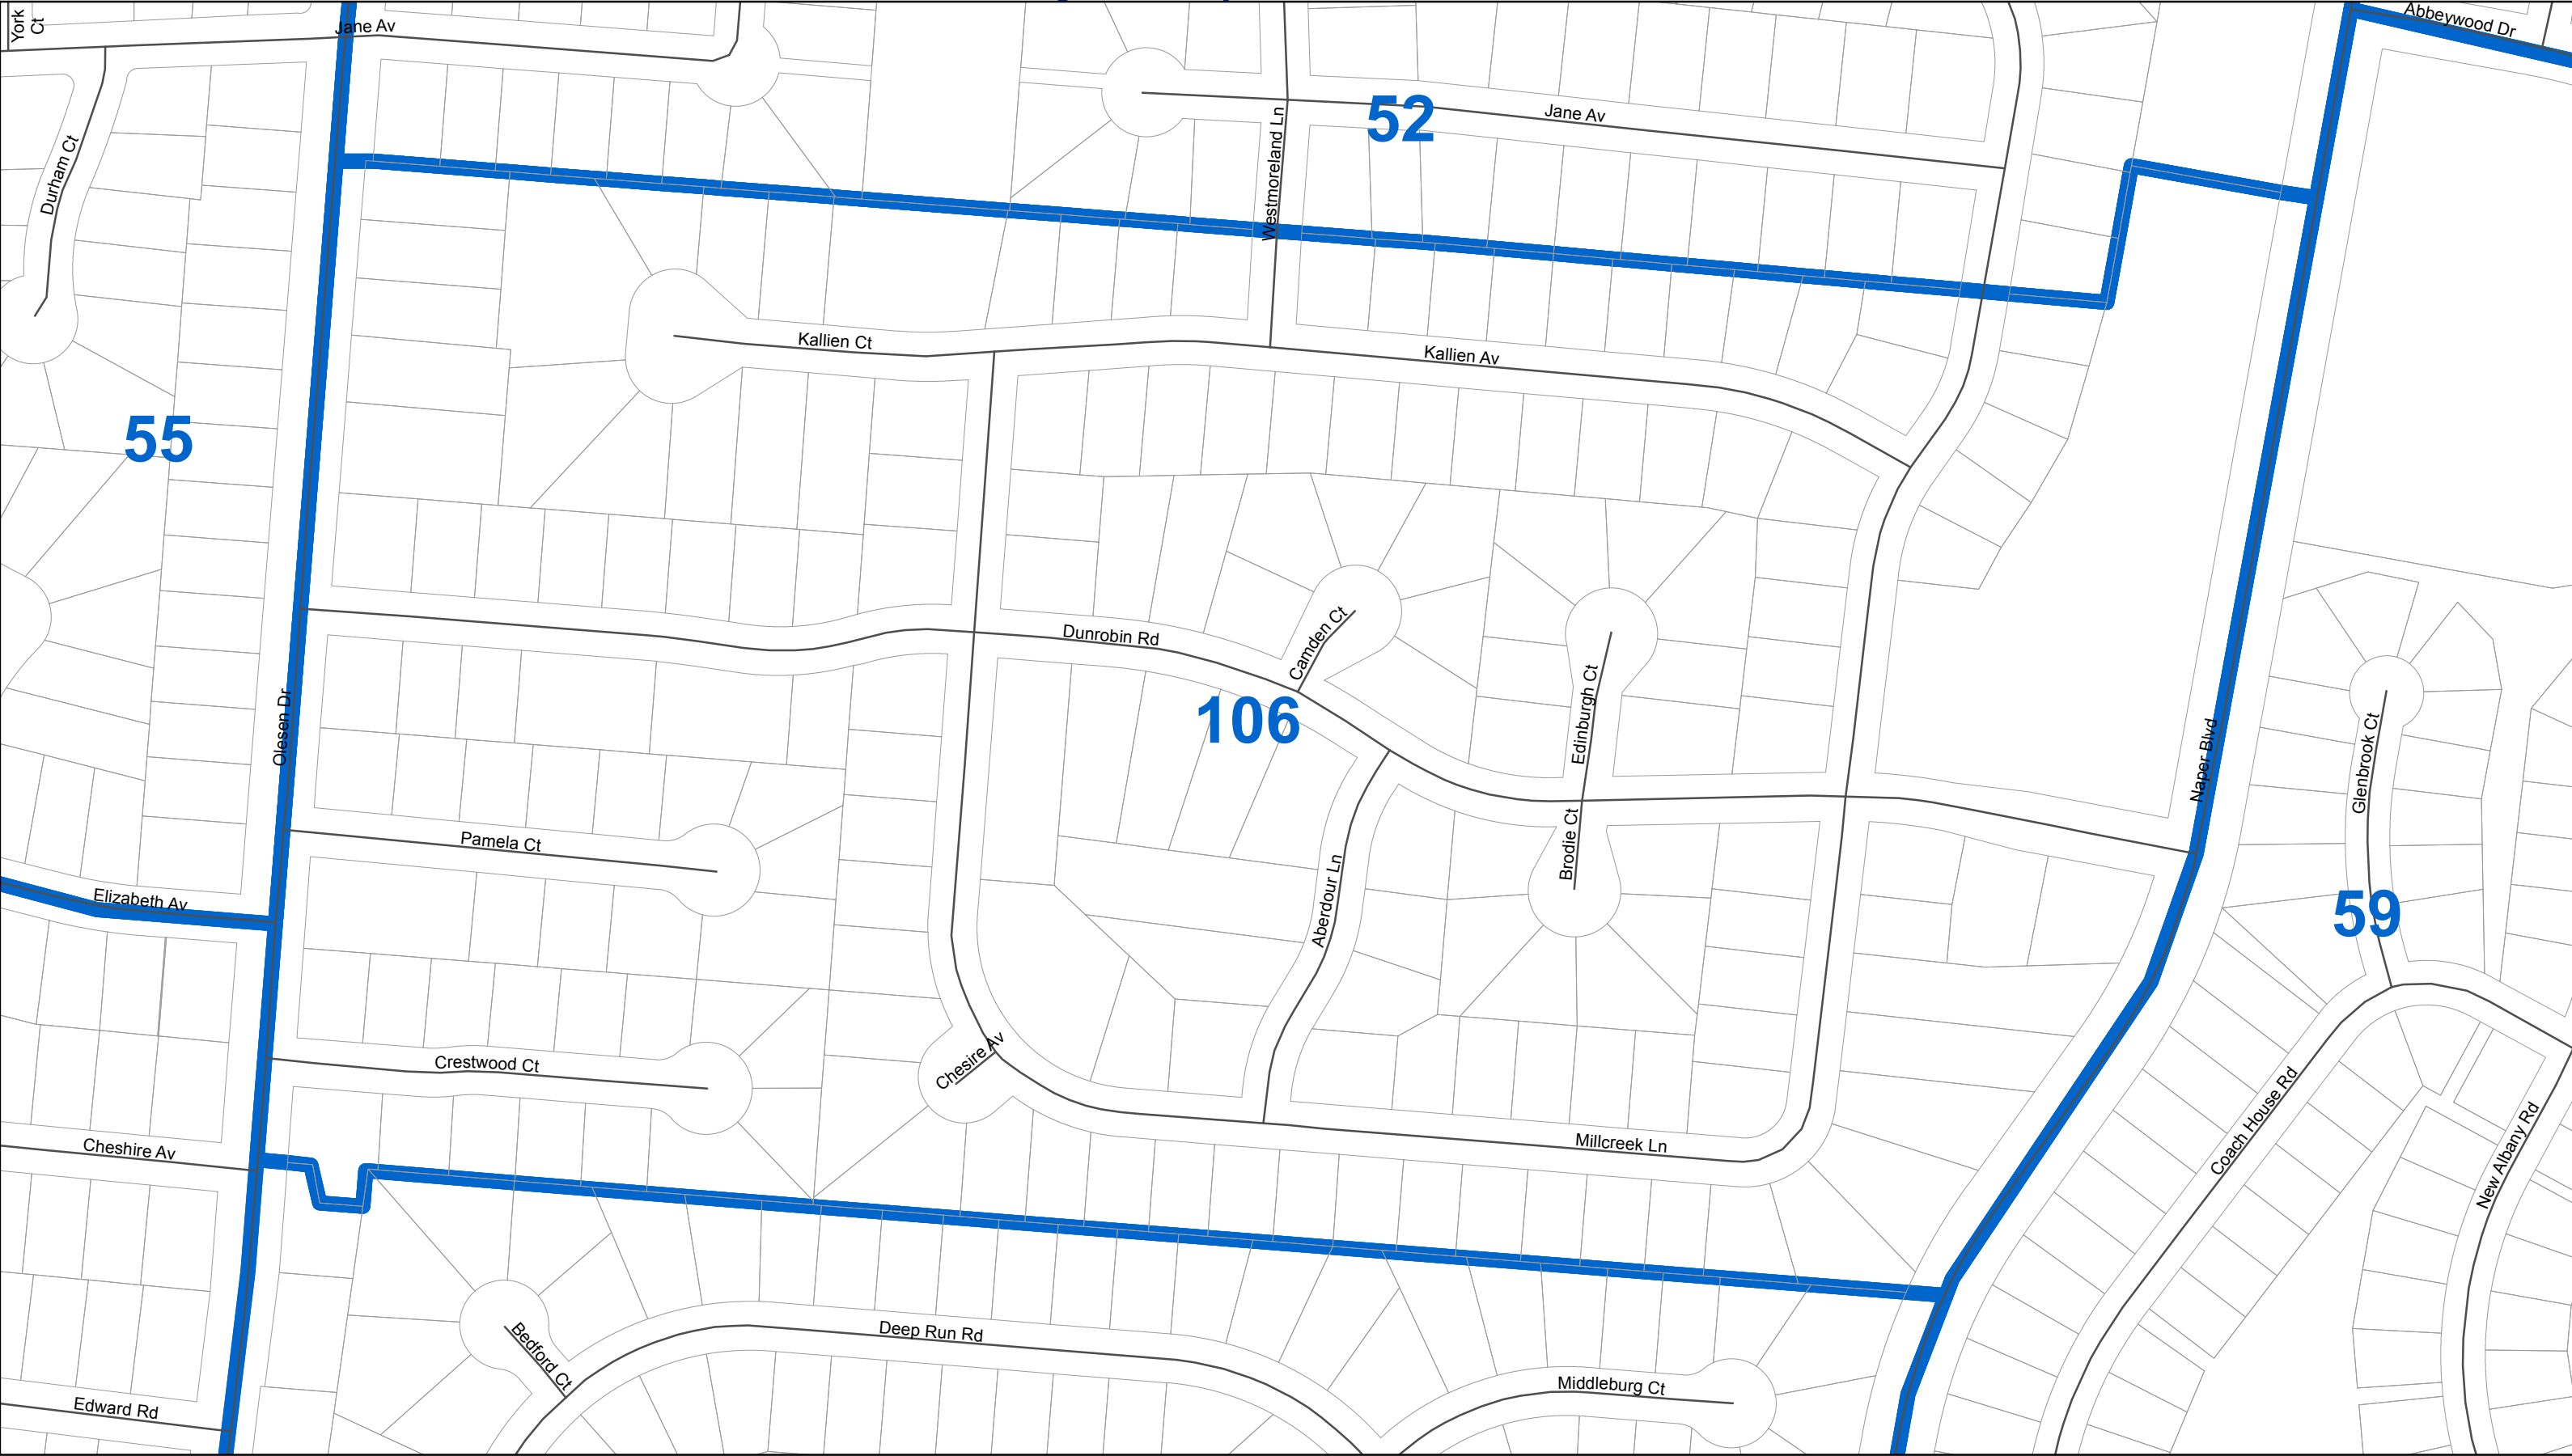 York
Ct
Jane Av
Abbeywood Dr
52
Jane Av
Durham Ct
Westmoreland Ln
Kallien Ct
Kallien Av
55
Dunrobin Rd
Camden Ct
106
Edinburgh Ct
Olesen Dr
Naper Blvd
Glenbrook Ct
Pamela Ct
Brodie Ct
Elizabeth Av
Aberdour Ln
59
Crestwood Ct
Chesire Av
Cheshire Av
Millcreek Ln
Coach House Rd
New Albany Rd
Deep Run Rd
Bedford Ct
Middleburg Ct
Edward Rd